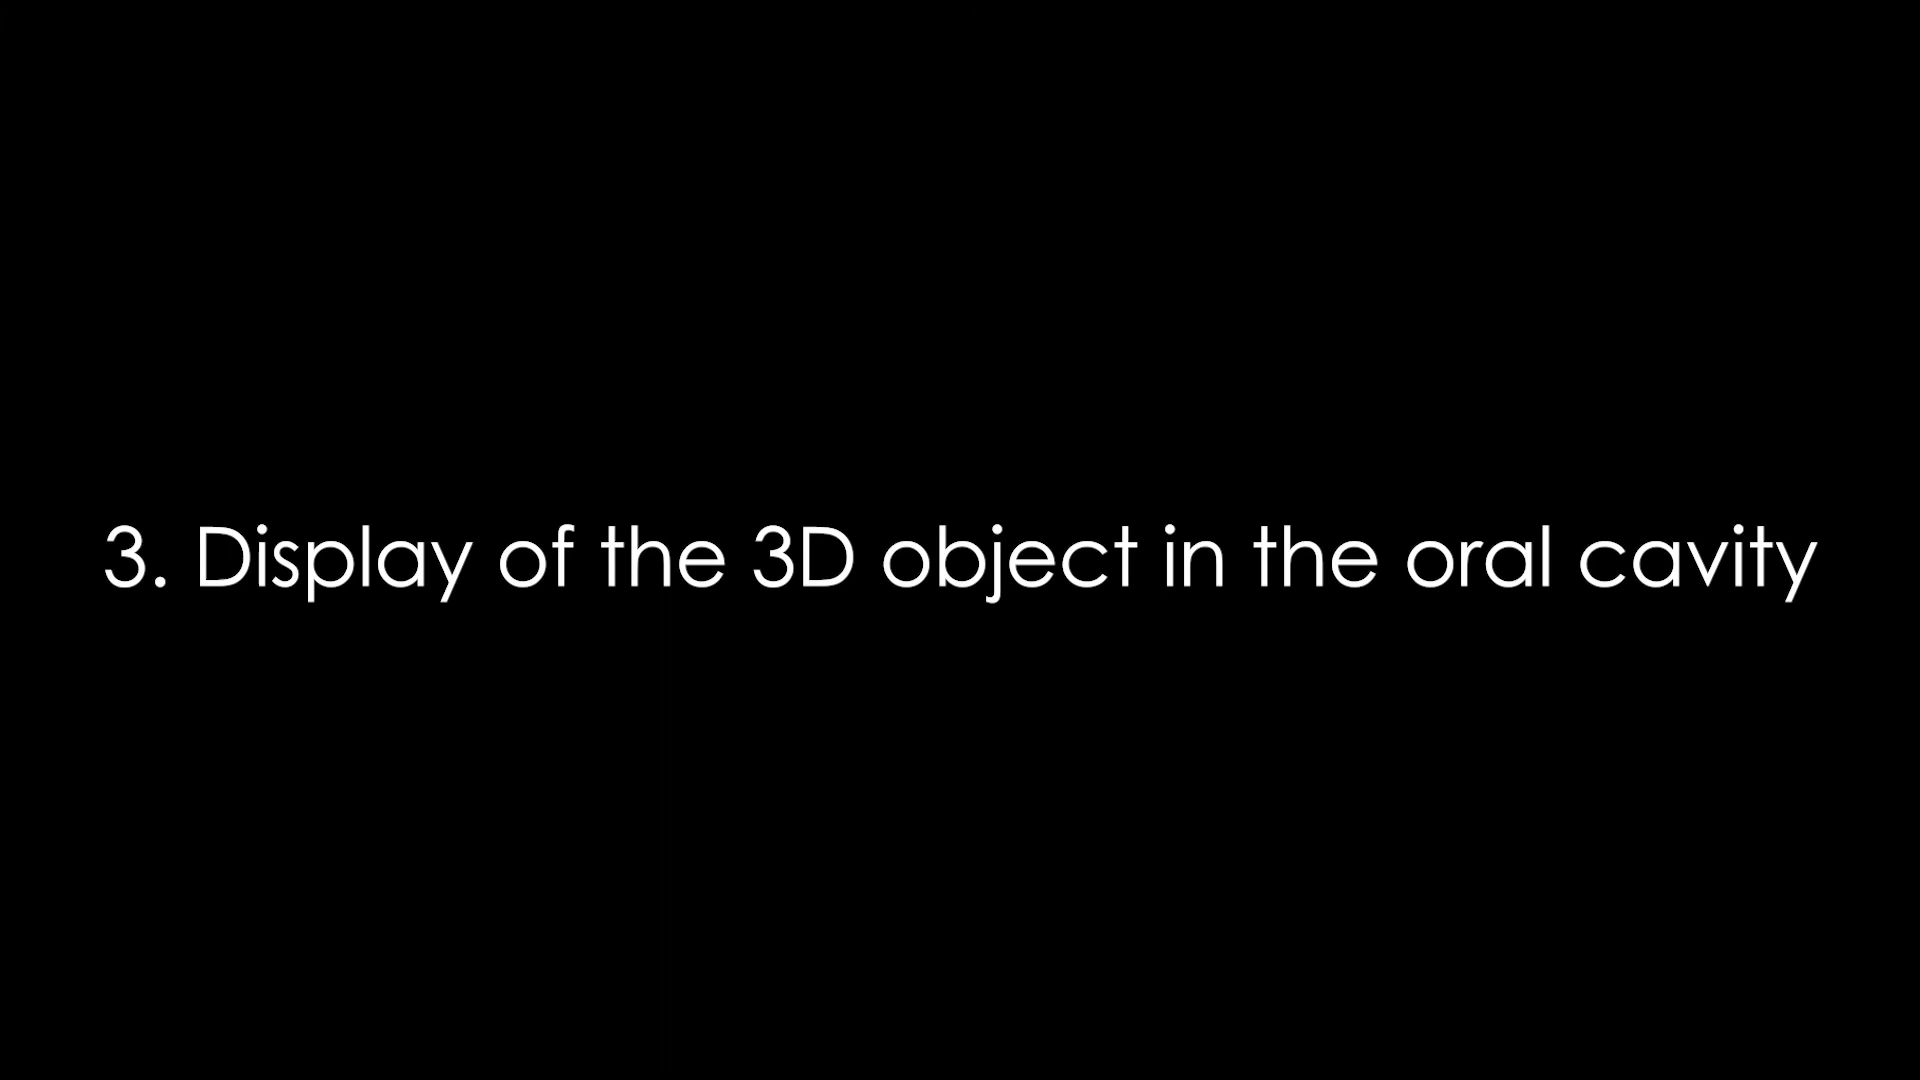 3. Display of the 3D object in the oral cavity